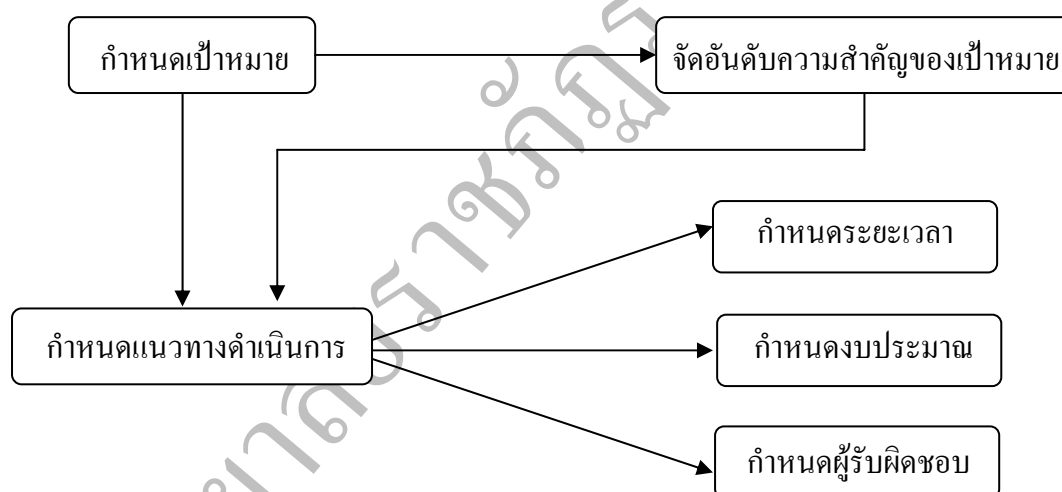 กำหนดเป้าหมาย
จัดอันดับความสำคัญของเป้าหมาย
กำหนดระยะเวลา
กำหนดแนวทางดำเนินการ
กำหนดงบประมาณ
กำหนดผู้รับผิดชอบ